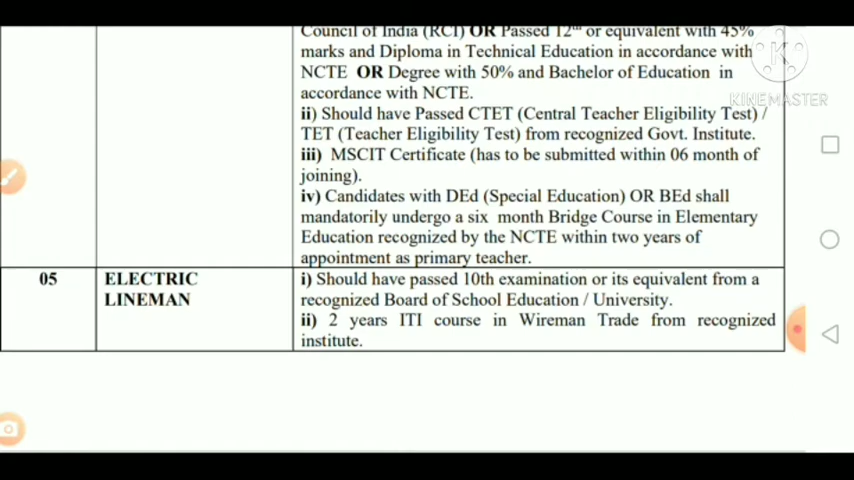 Council of India (RCI) OR Passed 12th or equivalent with 45%
marks and Diploma in Technical Education in accordance with
NCTE OR Degree with 50% and Bachelor of Education in
accordance with NCTE.
ii) Should have Passed CTET (Central Teacher Eligibility Test) /
TET (Teacher Eligibility Test) from recognized Govt. Institute.
iii) MSCIT Certificate (has to be submitted within 06 month of
joining).
iv) Candidates with DEd (Special Education) OR BEd shall
mandatorily undergo a six month Bridge Course in Elementary
Education recognized by the NCTE within two years of
appointment as primary teacher.
05 ELECTRIC LINEMAN
i) Should have passed 10th examination or its equivalent from a
recognized Board of School Education / University.
ii) 2 years ITI course in Wireman Trade from recognized
institute.
K
KINEMASTER